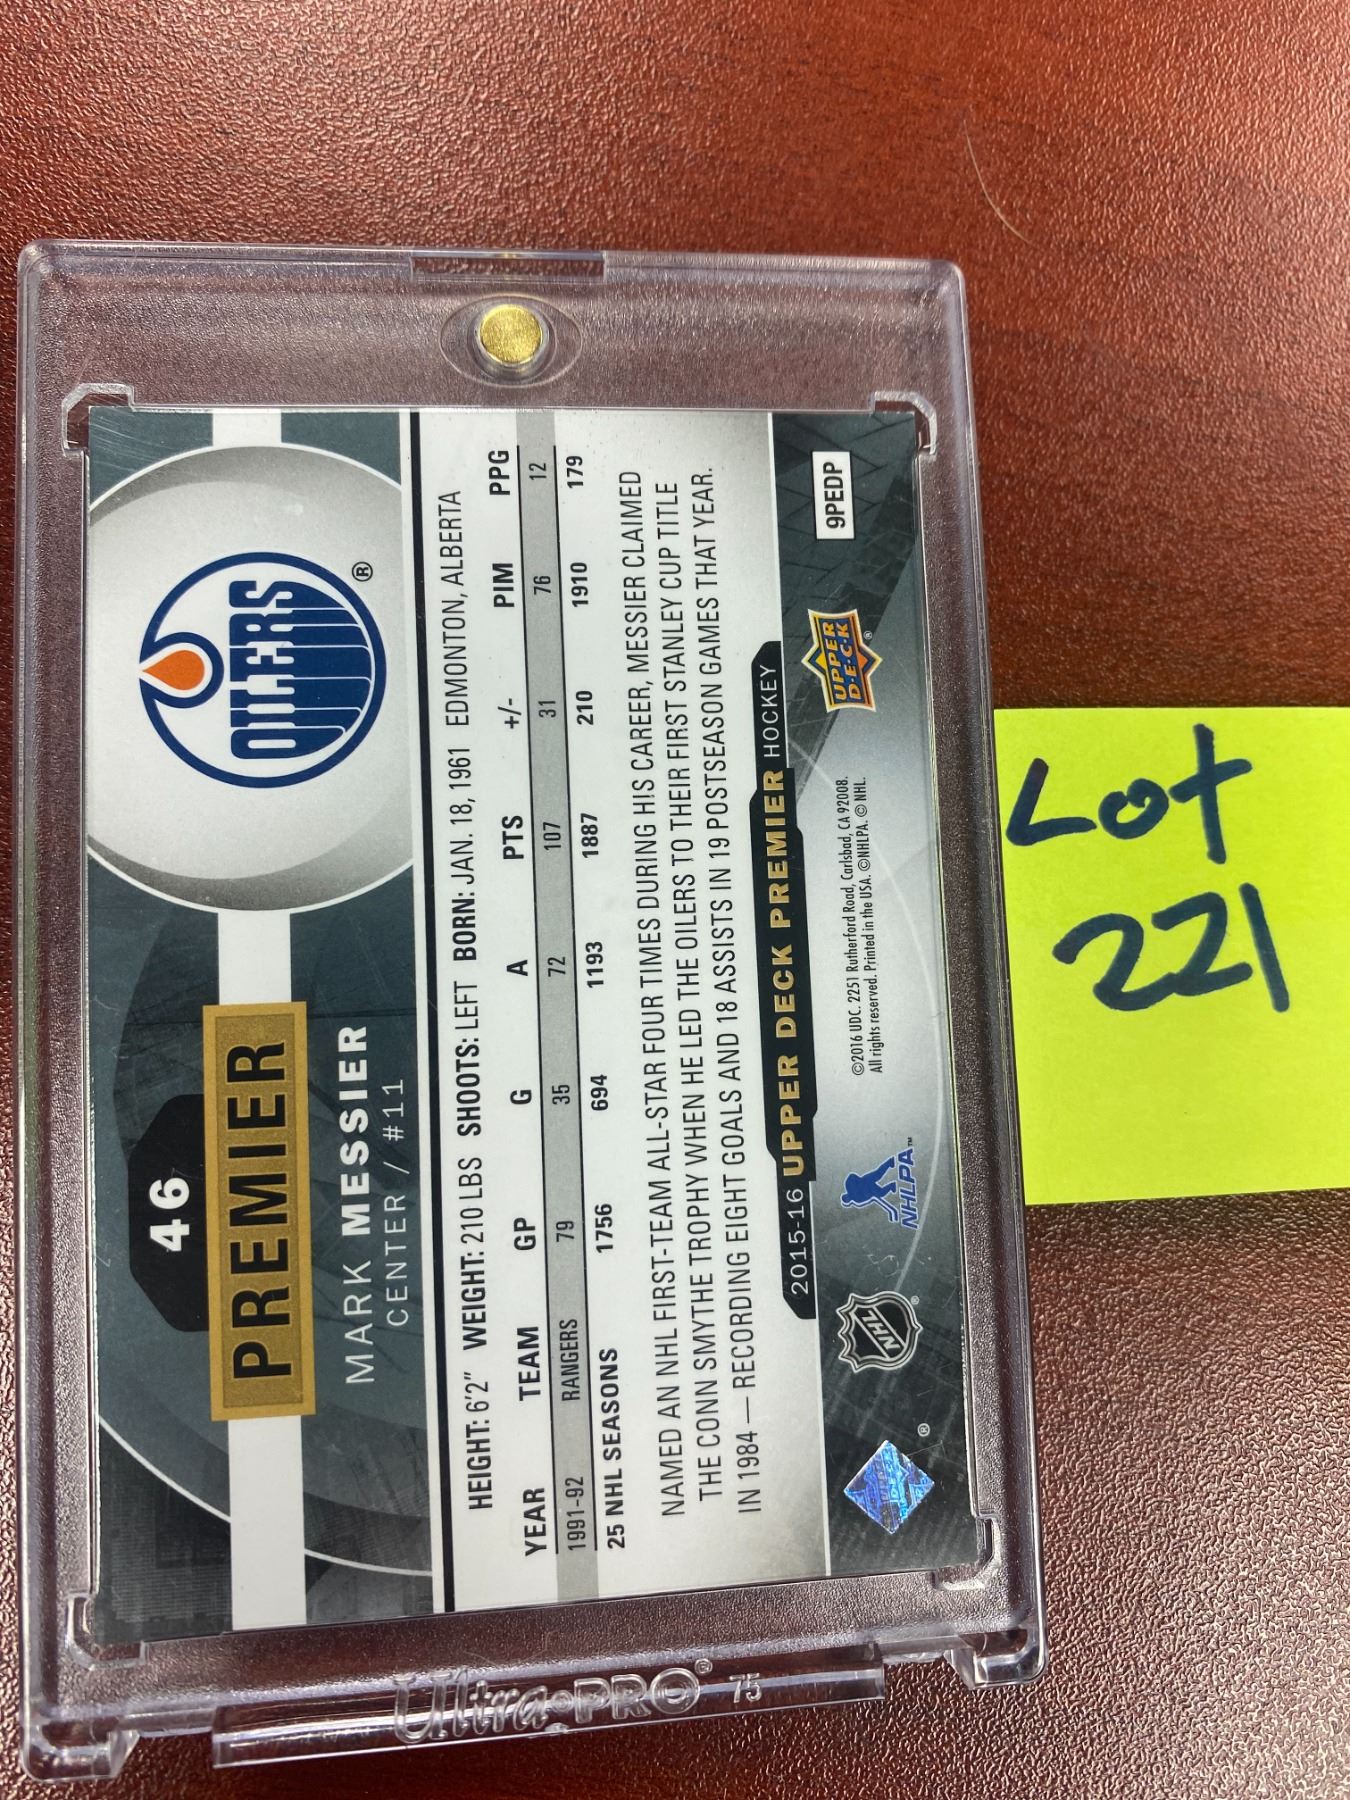 46
PREMIER
MARK MESSIER
CENTER / #11
OILERS
®
HEIGHT: 6'2" WEIGHT: 210 LBS SHOOTS: LEFT BORN: JAN. 18, 1961 EDMONTON, ALBERTA
YEAR TEAM GP G A PTS +/- PIM PPG
1991-92 RANGERS 79 35 72 107 31 76 12
25 NHL SEASONS 1756 694 1193 1887 210 1910 179
NAMED AN NHL FIRST-TEAM ALL-STAR FOUR TIMES DURING HIS CAREER, MESSIER CLAIMED
THE CONN SMYTHE TROPHY WHEN HE LED THE OILERS TO THEIR FIRST STANLEY CUP TITLE
IN 1984 — RECORDING EIGHT GOALS AND 18 ASSISTS IN 19 POSTSEASON GAMES THAT YEAR.
2015-16 UPPER DECK PREMIER HOCKEY
®
NHL ®
NHLPA™
©2016 UDC. 2251 Rutherford Road, Carlsbad, CA 92008.
All rights reserved. Printed in the USA. ©NHLPA. © NHL.
UPPER
D·E·C·K ®
9PEDP
Ultra·PRO® 75
Lot
221